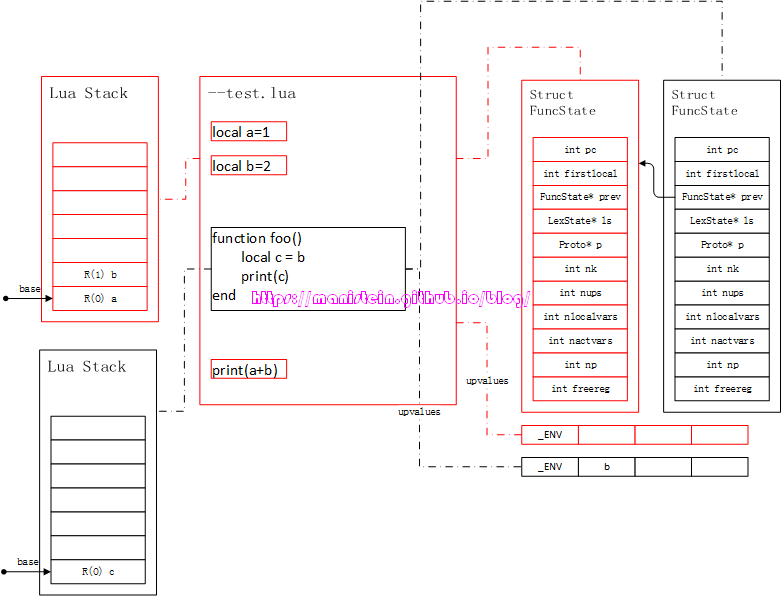 Lua Stack
R(1) b
R(0) a
base
--test.lua
local a=1
local b=2
function foo()
local c = b
print(c)
end
https://manistein.github.io/blog/
print(a+b)
Struct
FuncState
int pc
int firstlocal
FuncState* prev
LexState* ls
Proto* p
int nk
int nups
int nlocalvars
int nactvars
int np
int freereg
Struct
FuncState
int pc
int firstlocal
FuncState* prev
LexState* ls
Proto* p
int nk
int nups
int nlocalvars
int nactvars
int np
int freereg
Lua Stack
base
R(0) c
upvalues
upvalues
_ENV
_ENV b